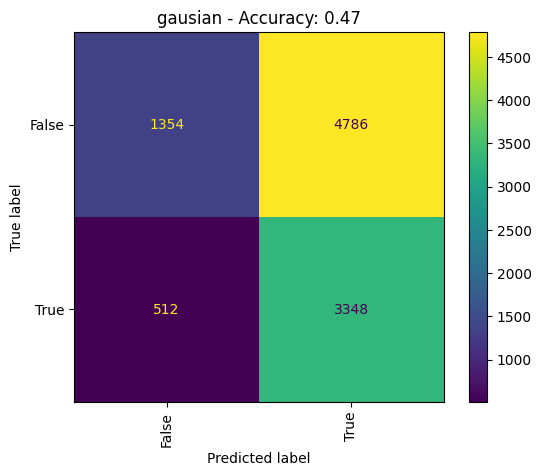 gausian - Accuracy: 0.47
False
1354
4786
True
512
3348
False
True
Predicted label
True label
4500
4000
3500
3000
2500
2000
1500
1000